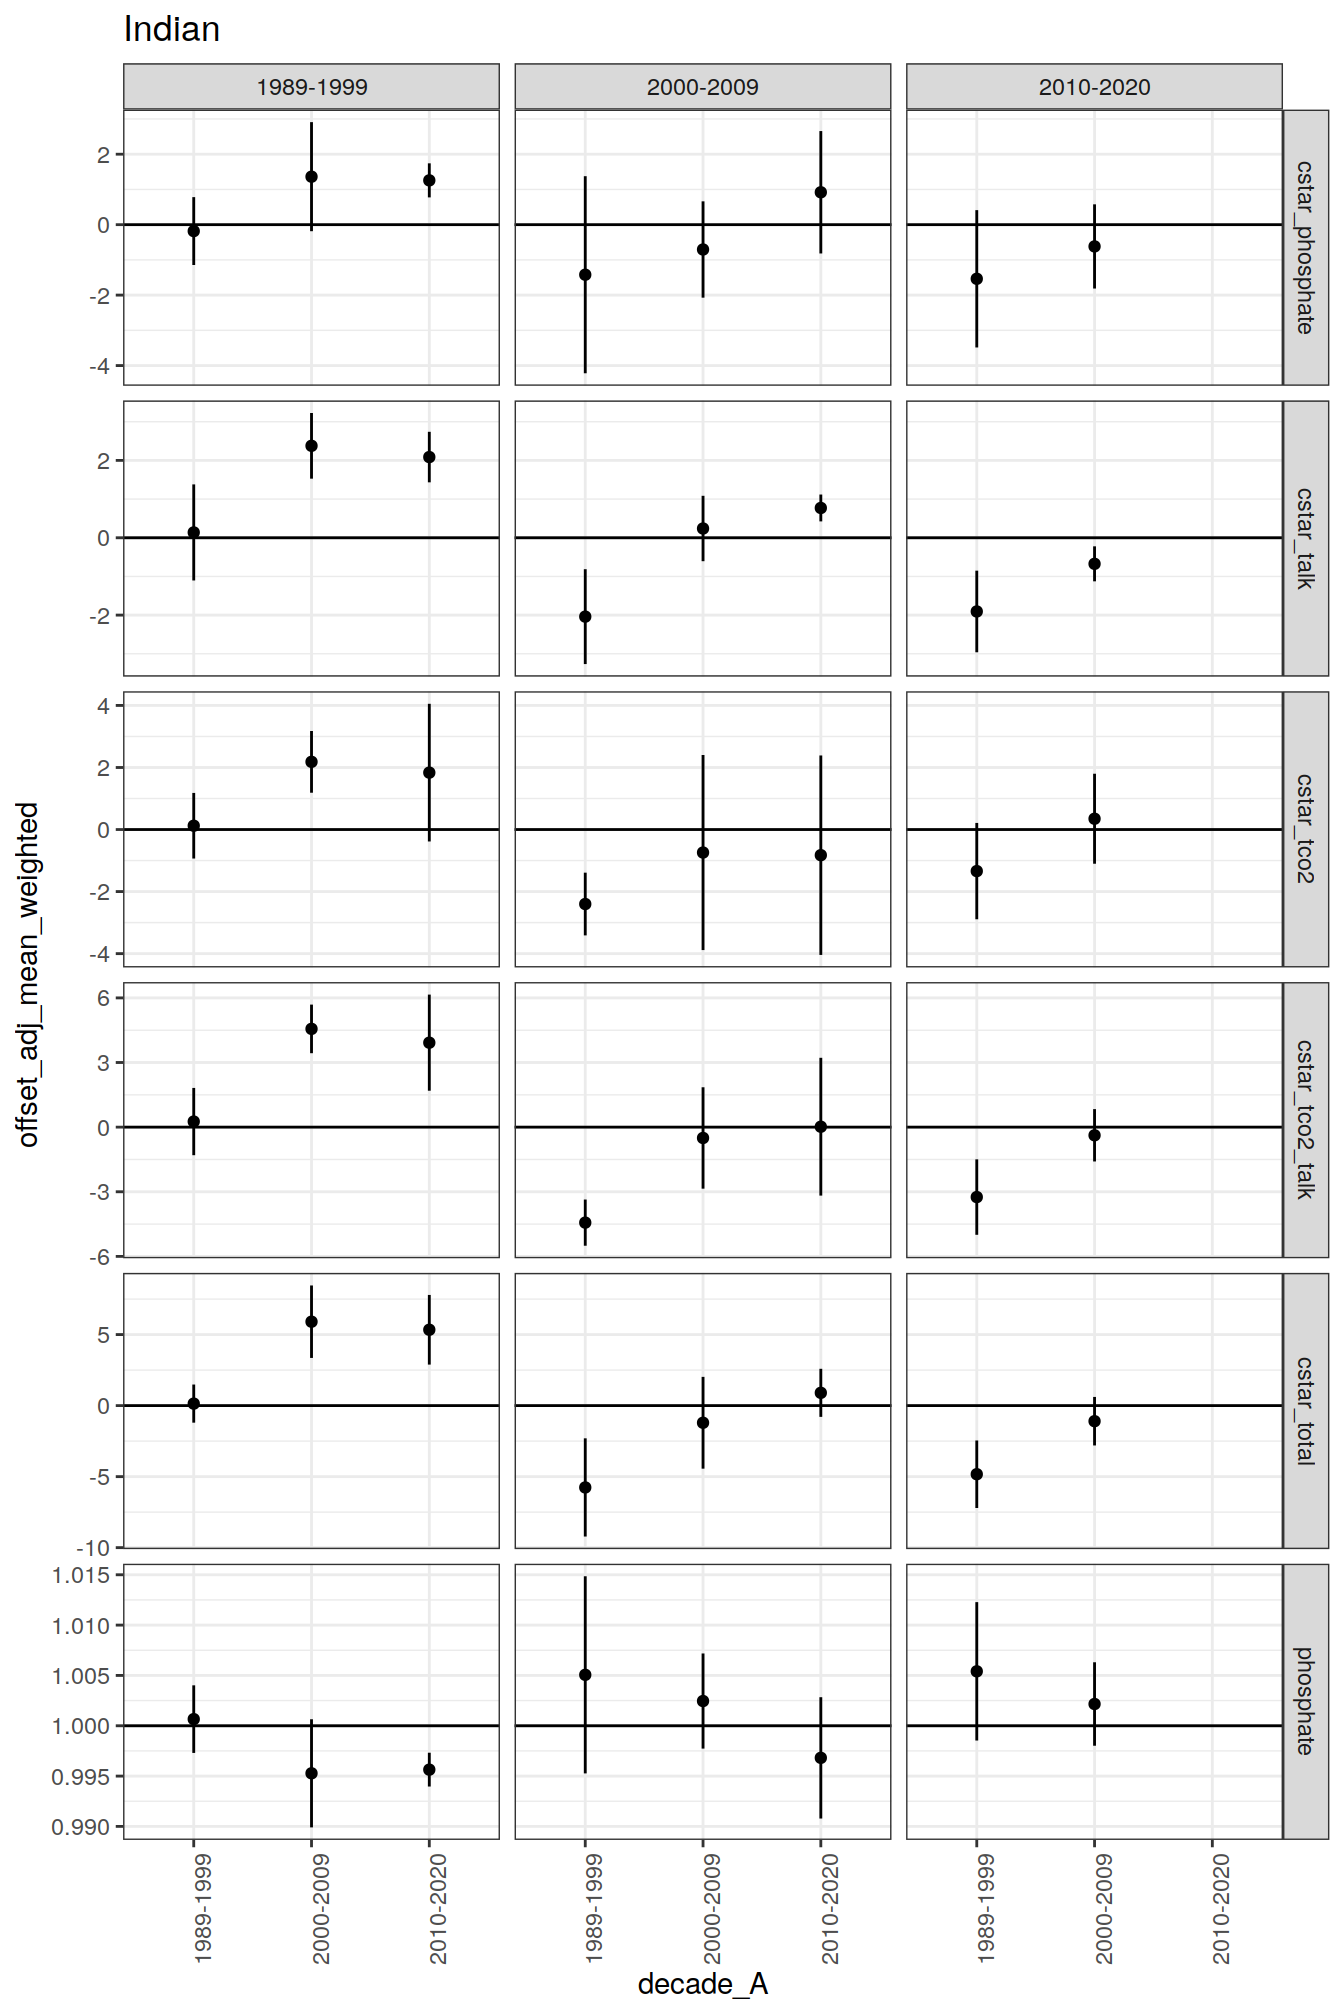 Indian
1989-1999 2000-2009 2010-2020
2
0
-2
-4
cstar_phosphate
2
0
-2
cstar_talk
4
2
0
-2
-4
cstar_tco2
6
3
0
-3
-6
cstar_tco2_talk
5
0
-5
-10
cstar_total
1.015
1.010
1.005
1.000
0.995
0.990
phosphate
offset_adj_mean_weighted
1989-1999 2000-2009 2010-2020 1989-1999 2000-2009 2010-2020 1989-1999 2000-2009 2010-2020
decade_A